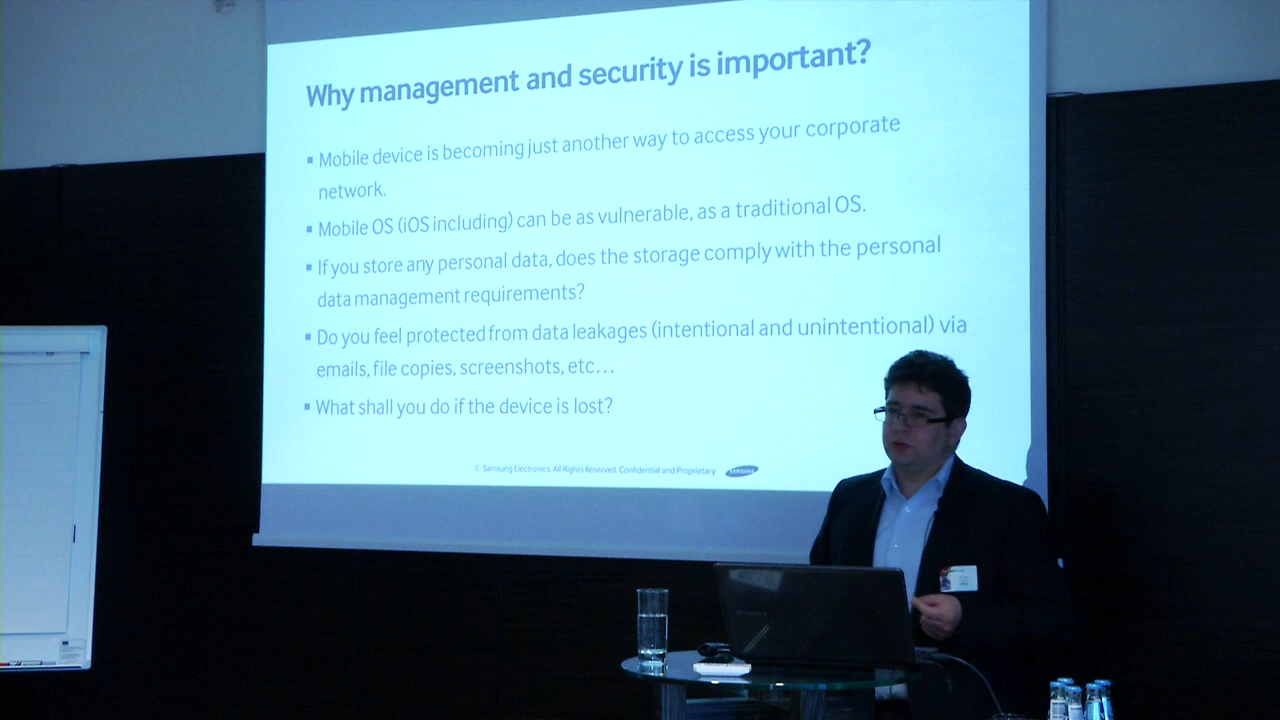 Why management and security is important?
▪ Mobile device is becoming just another way to access your corporate
network.
▪ Mobile OS (iOS including) can be as vulnerable, as a traditional OS.
▪ If you store any personal data, does the storage comply with the personal
data management requirements?
▪ Do you feel protected from data leakages (intentional and unintentional) via
emails, file copies, screenshots, etc...
▪ What shall you do if the device is lost?
© Samsung Electronics. All Rights Reserved. Confidential and Proprietary
SAMSUNG